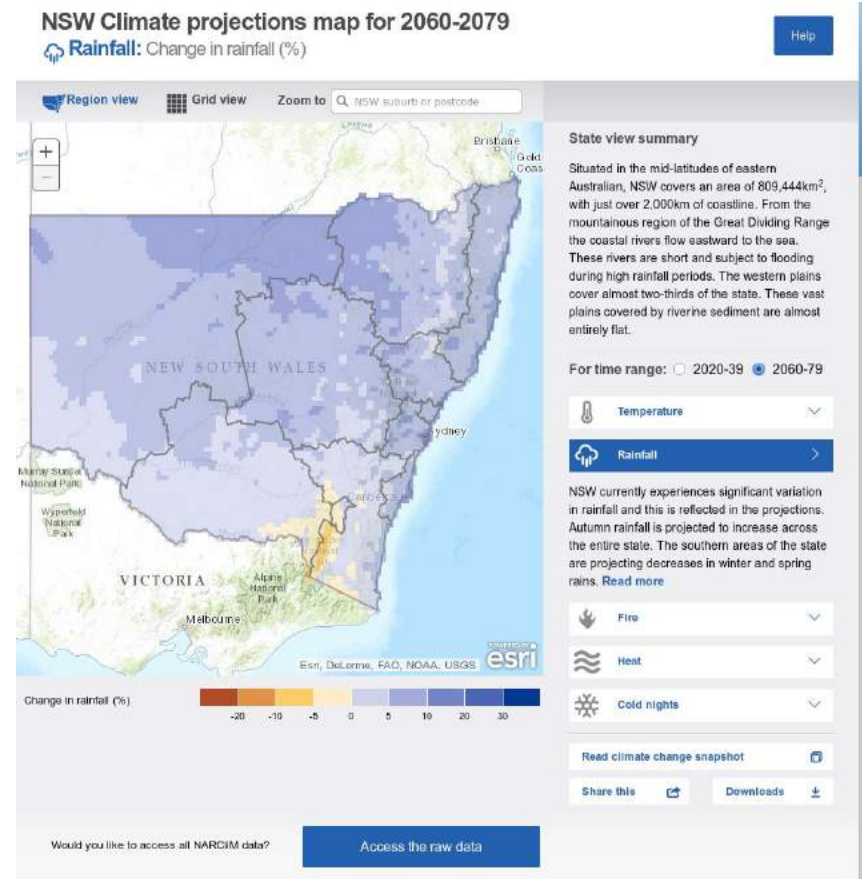 NSW Climate projections map for 2060-2079
Rainfall: Change in rainfall (%)
Help
Region view
Grid view
Zoom to
NSW suburb or postcode
+
−
Brisbane
Gold
Coas
NEW SOUTH WALES
ydney
Canberra
Murray Sunset
National Park
Wyperfeld
National
Park
VICTORIA
Alpine
National
Park
Melbourne
Esri, DeLorme, FAO, NOAA, USGS
POWERED BY
esri
Change in rainfall (%)
-20 -10 -5 0 5 10 20 30
State view summary
Situated in the mid-latitudes of eastern
Australian, NSW covers an area of 809,444km²,
with just over 2,000km of coastline. From the
mountainous region of the Great Dividing Range
the coastal rivers flow eastward to the sea.
These rivers are short and subject to flooding
during high rainfall periods. The western plains
cover almost two-thirds of the state. These vast
plains covered by riverine sediment are almost
entirely flat.
For time range: 2020-39 2060-79
Temperature
Rainfall
NSW currently experiences significant variation
in rainfall and this is reflected in the projections.
Autumn rainfall is projected to increase across
the entire state. The southern areas of the state
are projecting decreases in winter and spring
rains. Read more
Fire
Heat
Cold nights
Read climate change snapshot
Share this
Downloads
Would you like to access all NARCliM data?
Access the raw data